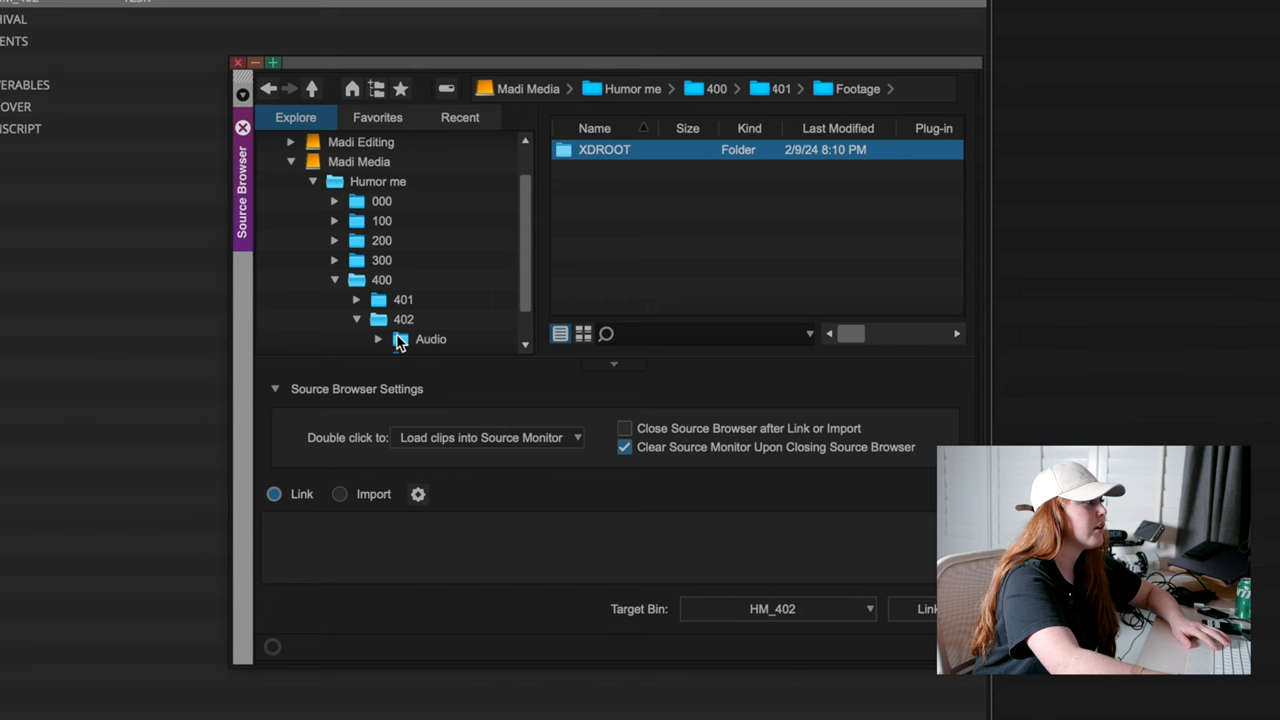 HIVAL
ENTS
ERABLES
OVER
NSCRIPT
Source Browser
Madi Media
Humor me
400
401
Footage
Explore
Favorites
Recent
Madi Editing
Madi Media
Humor me
000
100
200
300
400
401
402
Audio
Name
Size
Kind
Last Modified
Plug-in
XDROOT
Folder
2/9/24 8:10 PM
Source Browser Settings
Double click to:
Load clips into Source Monitor
Close Source Browser after Link or Import
Clear Source Monitor Upon Closing Source Browser
Link
Import
Target Bin:
HM_402
Link